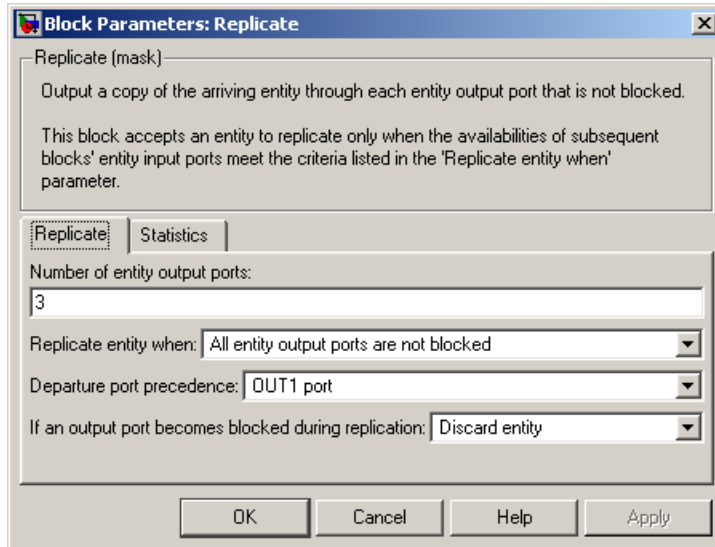 Block Parameters: Replicate
Replicate (mask)
Output a copy of the arriving entity through each entity output port that is not blocked.
This block accepts an entity to replicate only when the availabilities of subsequent
blocks' entity input ports meet the criteria listed in the 'Replicate entity when'
parameter.
Replicate Statistics
Number of entity output ports:
3
Replicate entity when: All entity output ports are not blocked
Departure port precedence: OUT1 port
If an output port becomes blocked during replication: Discard entity
OK Cancel Help Apply